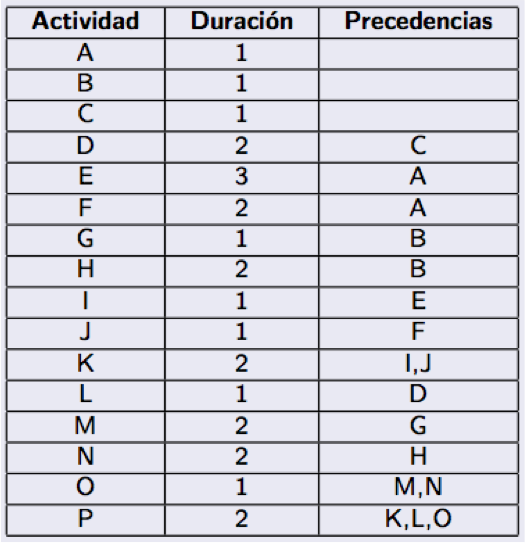 Actividad Duración Precedencias
A 1
B 1
C 1
D 2 C
E 3 A
F 2 A
G 1 B
H 2 B
I 1 E
J 1 F
K 2 I,J
L 1 D
M 2 G
N 2 H
O 1 M,N
P 2 K,L,O